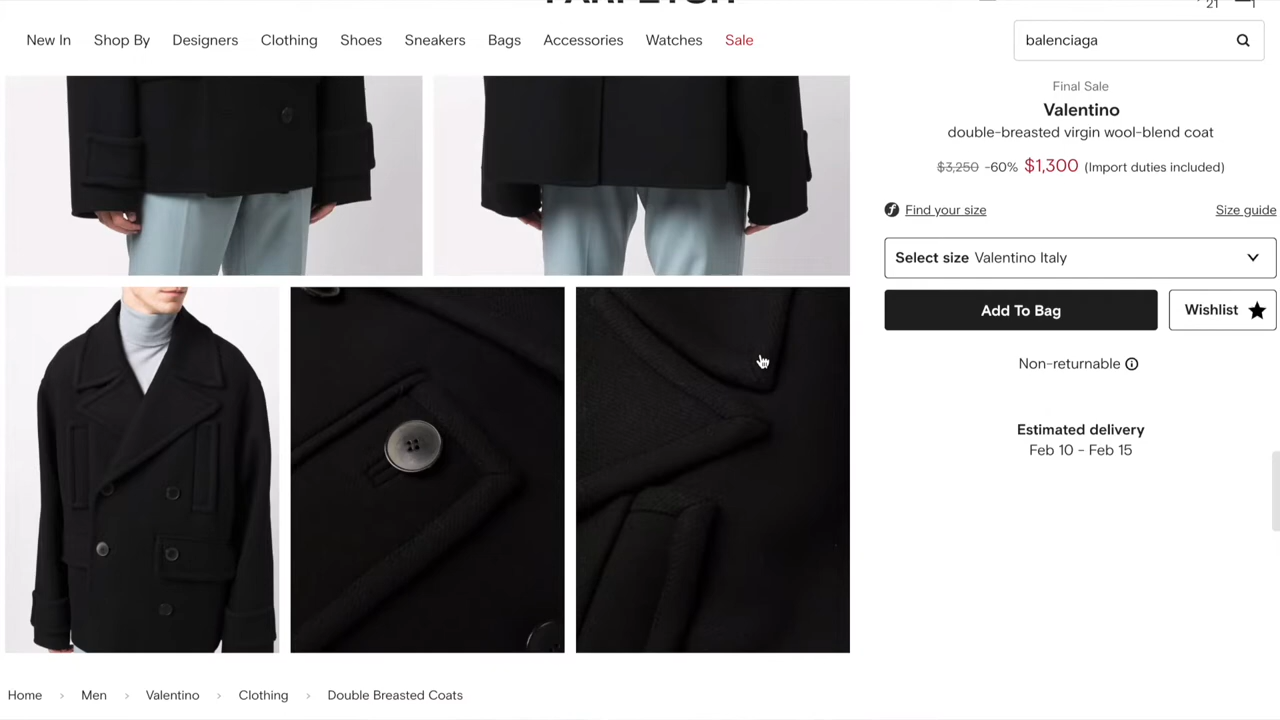 21
1
New In Shop By Designers Clothing Shoes Sneakers Bags Accessories Watches Sale
balenciaga
Final Sale
Valentino
double-breasted virgin wool-blend coat
$3,250 -60% $1,300 (Import duties included)
Find your size
Size guide
Select size Valentino Italy
Add To Bag
Wishlist
Non-returnable
Estimated delivery
Feb 10 - Feb 15
Home > Men > Valentino > Clothing > Double Breasted Coats